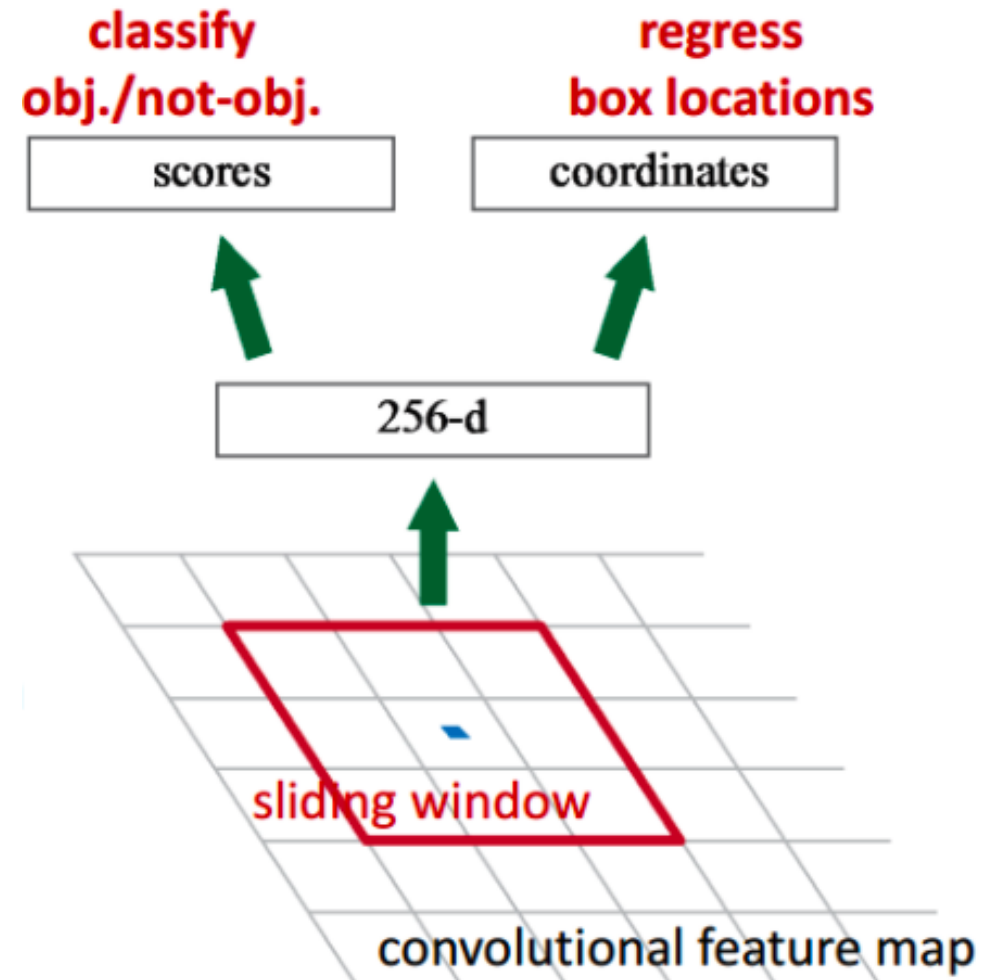 classify
obj./not-obj.
regress
box locations
scores
coordinates
256-d
sliding window
convolutional feature map